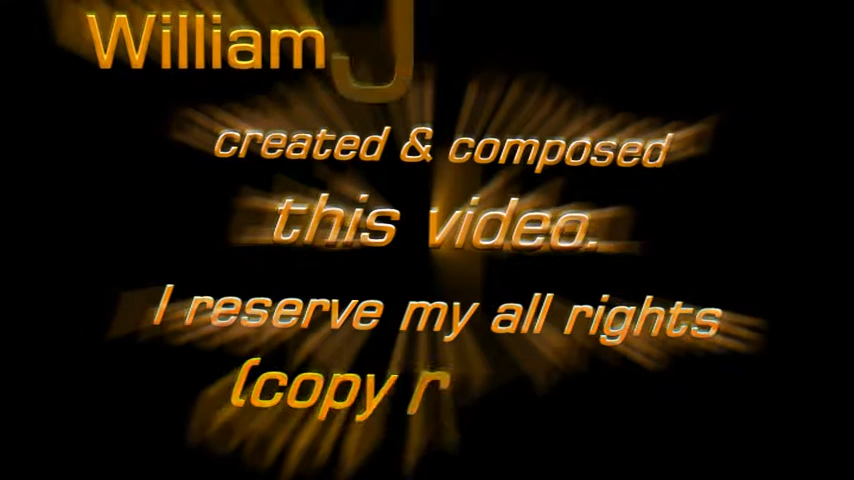 William J
created & composed
this video.
I reserve my all rights
(copy r